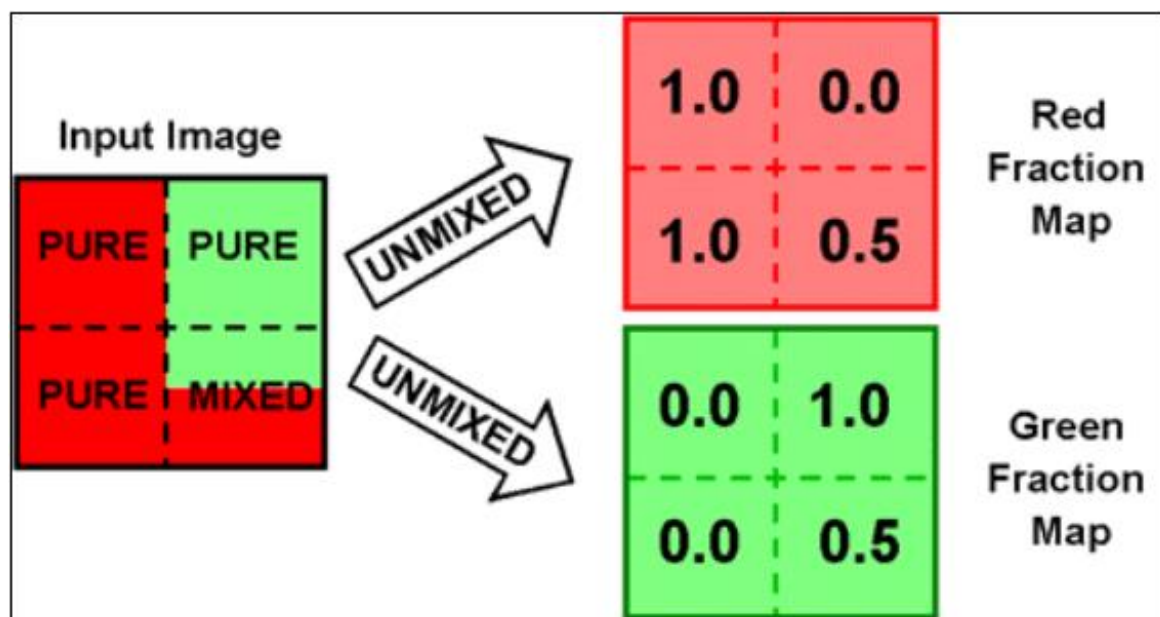 Input Image
PURE PURE
PURE MIXED
UNMIXED
UNMIXED
1.0 0.0
1.0 0.5
Red
Fraction
Map
0.0 1.0
0.0 0.5
Green
Fraction
Map